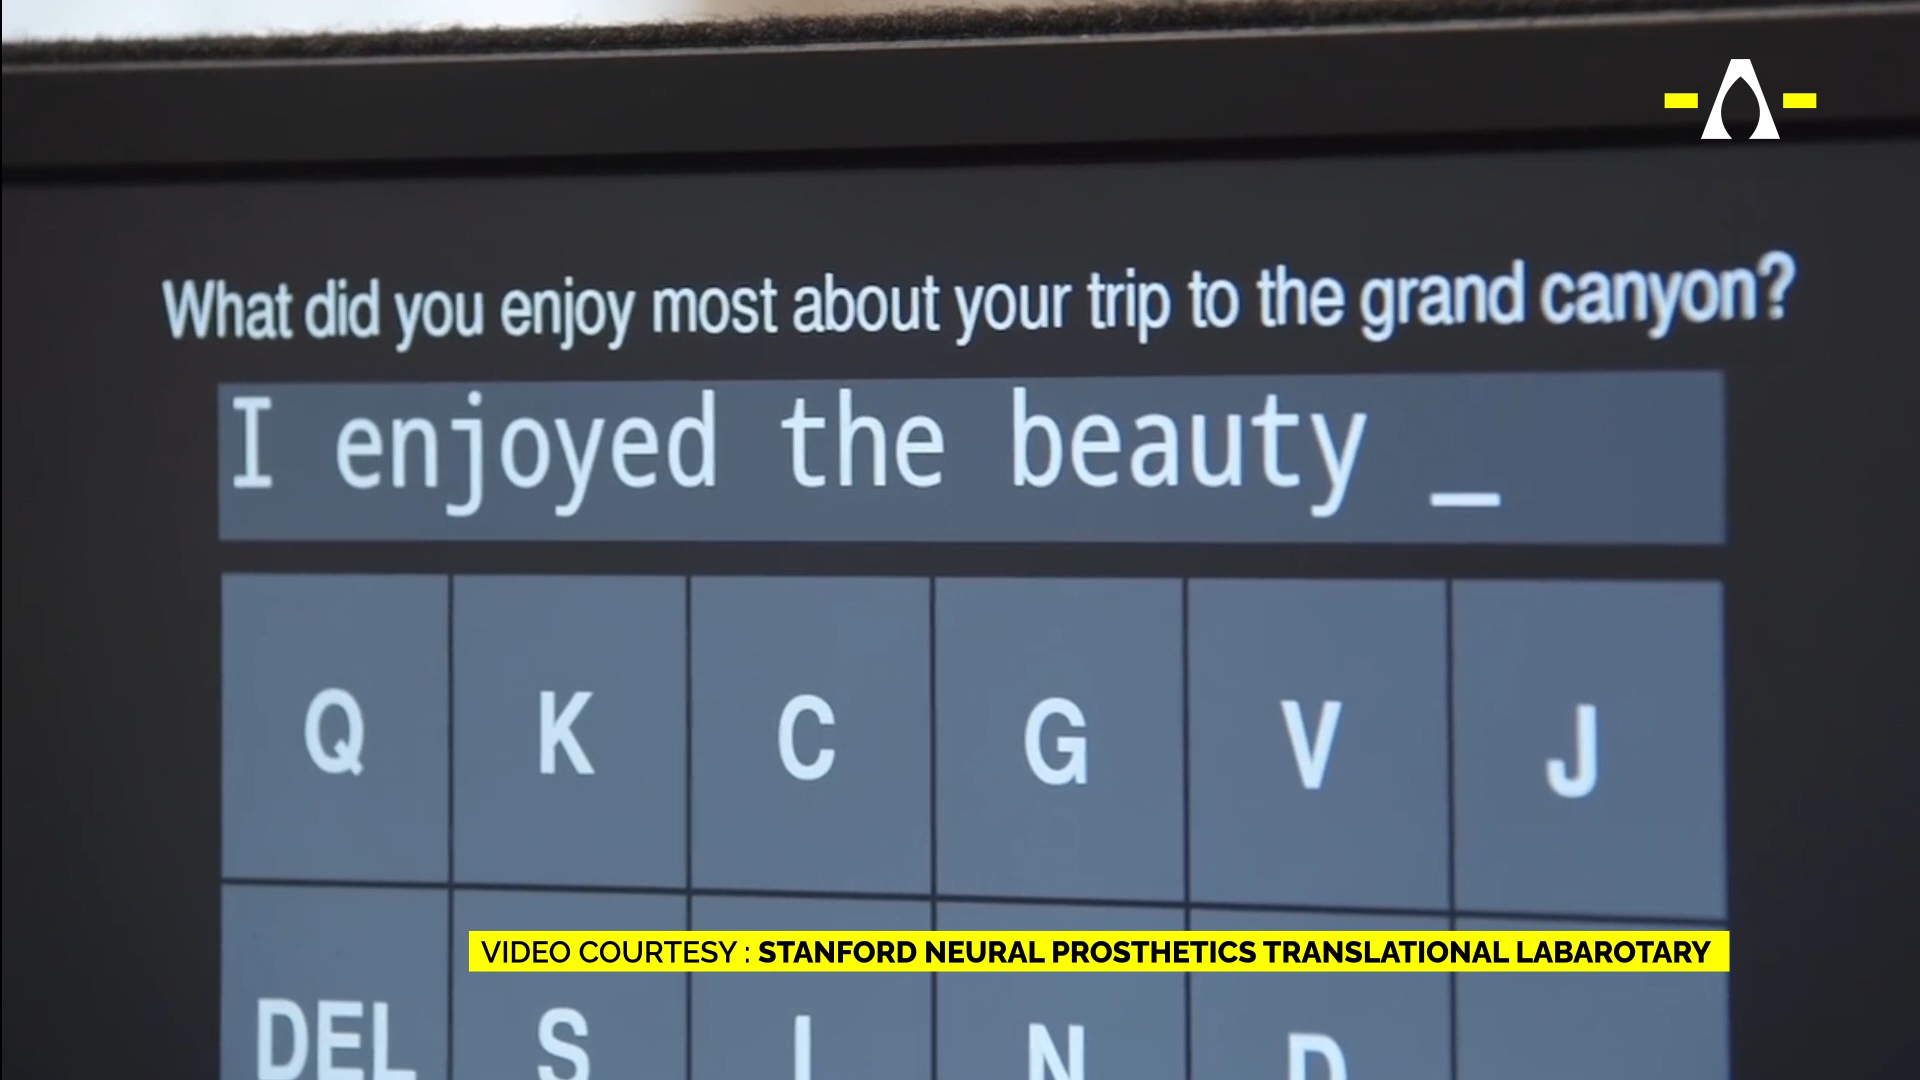 What did you enjoy most about your trip to the grand canyon?
I enjoyed the beauty _
Q K C G V J
VIDEO COURTESY : STANFORD NEURAL PROSTHETICS TRANSLATIONAL LABAROTARY
DEL S I N D